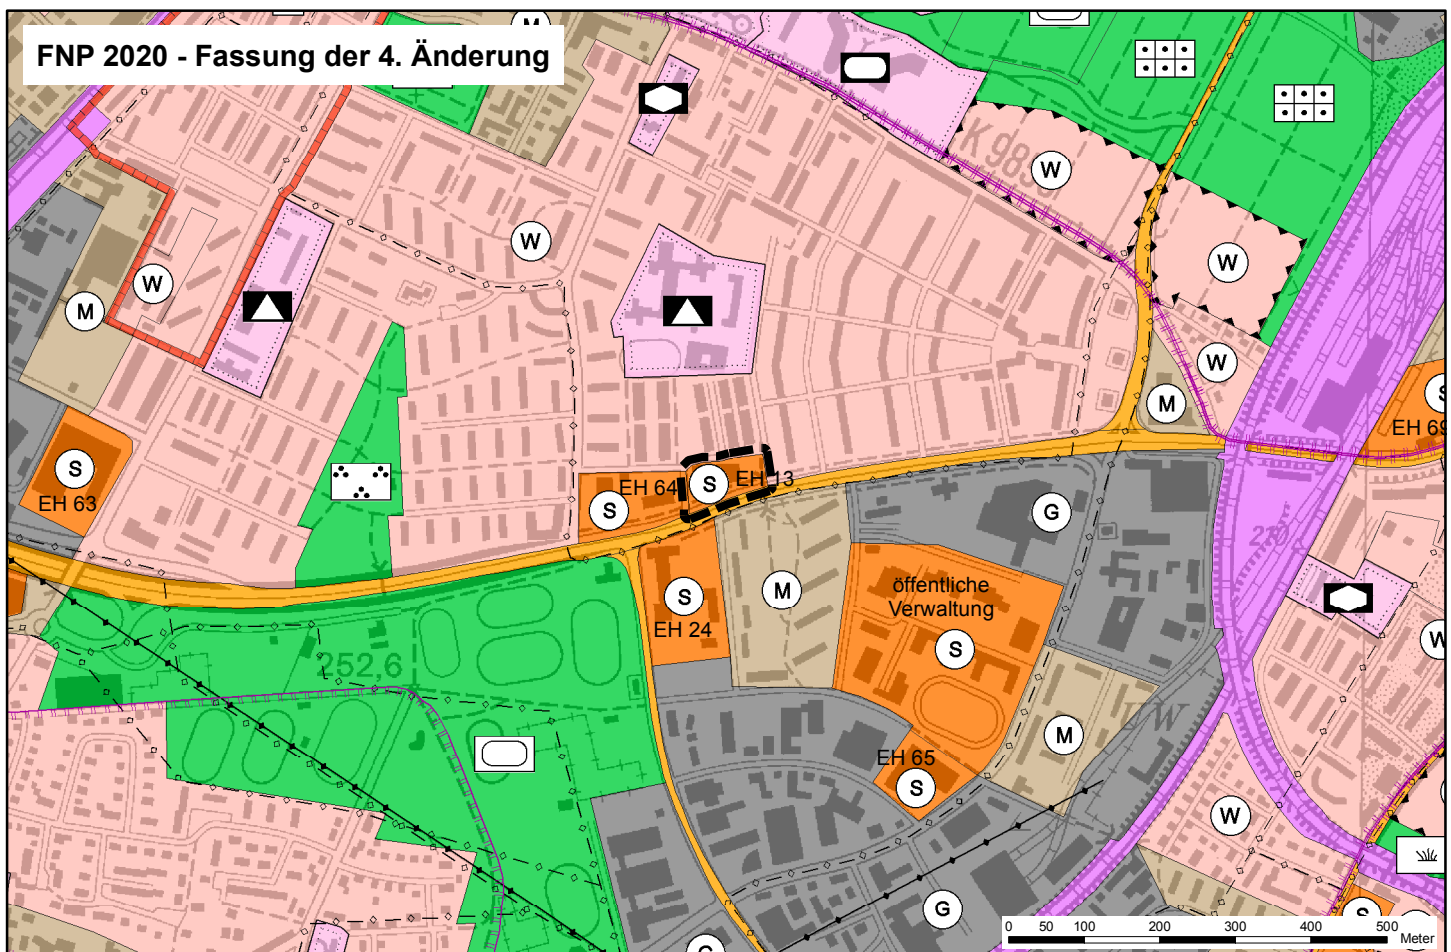 FNP 2020 - Fassung der 4. Änderung
M
K 98
W
W
W
W
M
W
M
S
EH 69
S
EH 63
EH 64
S
S
EH 13
G
öffentliche
Verwaltung
S
EH 24
M
S
252,6
W
M
EH 65
S
W
G
S
G
0 50 100 200 300 400 500 Meter